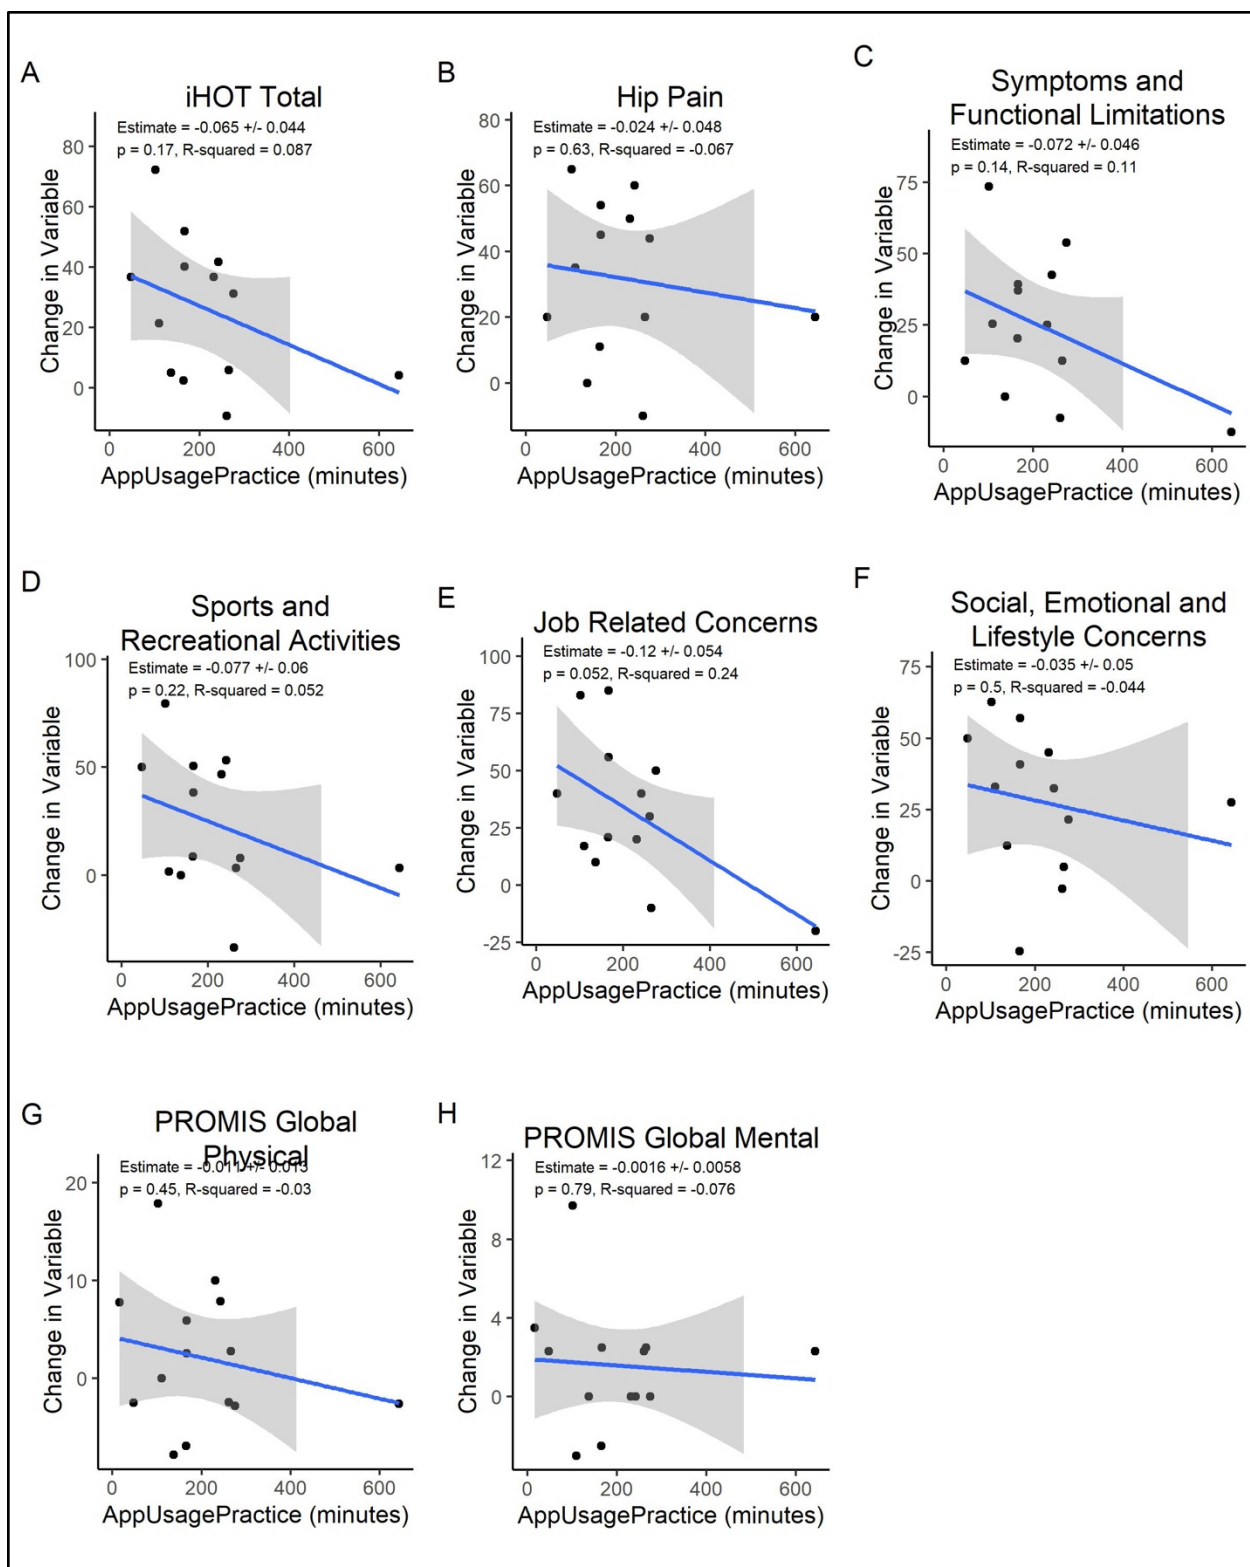 A
iHOT Total
Estimate = -0.065 +/- 0.044
p = 0.17, R-squared = 0.087
Change in Variable
80
60
40
20
0
0 200 400 600
AppUsagePractice (minutes)
B
Hip Pain
Estimate = -0.024 +/- 0.048
p = 0.63, R-squared = -0.067
Change in Variable
80
60
40
20
0
0 200 400 600
AppUsagePractice (minutes)
C
Symptoms and
Functional Limitations
Estimate = -0.072 +/- 0.046
p = 0.14, R-squared = 0.11
Change in Variable
75
50
25
0
0 200 400 600
AppUsagePractice (minutes)
D
Sports and
Recreational Activities
Estimate = -0.077 +/- 0.06
p = 0.22, R-squared = 0.052
Change in Variable
100
50
0
0 200 400 600
AppUsagePractice (minutes)
E
Job Related Concerns
Estimate = -0.12 +/- 0.054
p = 0.052, R-squared = 0.24
Change in Variable
100
75
50
25
0
-25
0 200 400 600
AppUsagePractice (minutes)
F
Social, Emotional and
Lifestyle Concerns
Estimate = -0.035 +/- 0.05
p = 0.5, R-squared = -0.044
Change in Variable
75
50
25
0
-25
0 200 400 600
AppUsagePractice (minutes)
G
PROMIS Global
Physical
Estimate = -0.011 +/- 0.013
p = 0.45, R-squared = -0.03
Change in Variable
20
10
0
0 200 400 600
AppUsagePractice (minutes)
H
PROMIS Global Mental
Estimate = -0.0016 +/- 0.0058
p = 0.79, R-squared = -0.076
Change in Variable
12
8
4
0
0 200 400 600
AppUsagePractice (minutes)